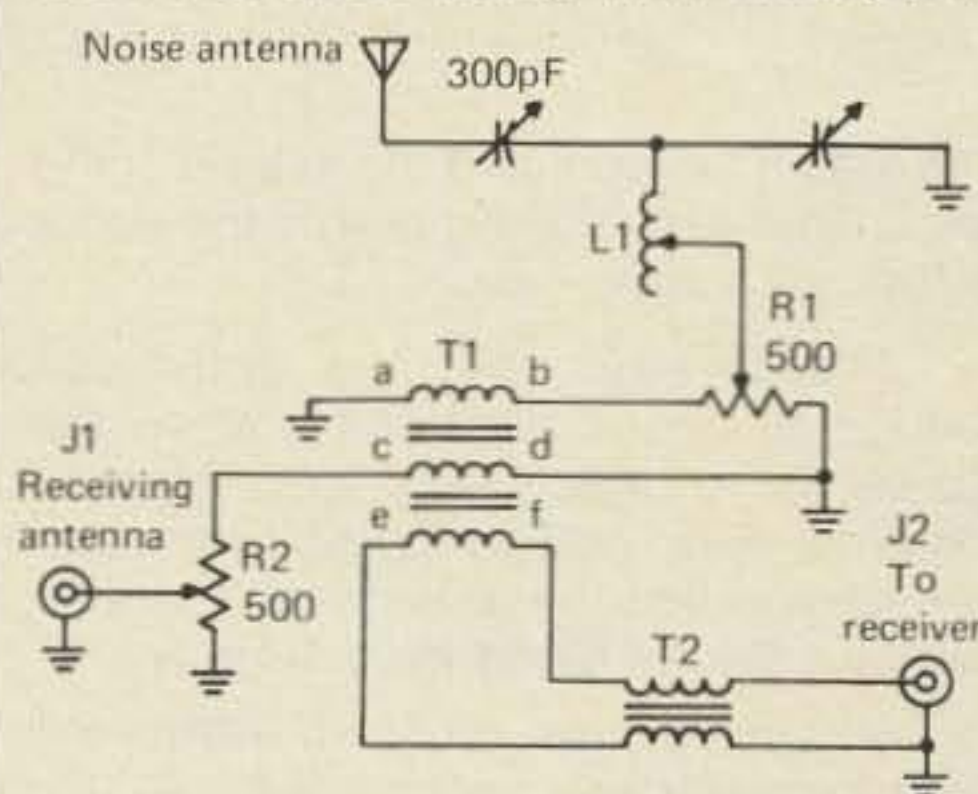 Noise antenna
300pF
L1
R1
500
a T1 b
c d
e f
J1
Receiving
antenna
R2
500
J2
To
receiver
T2